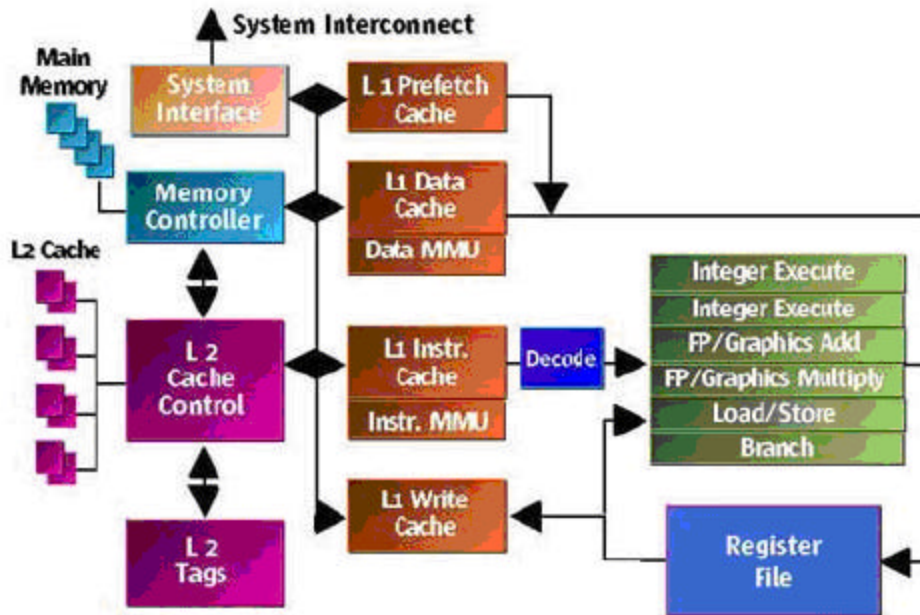 System Interconnect
Main
Memory
System
Interface
L 1 Prefetch
Cache
Memory
Controller
L1 Data
Cache
Data MMU
L2 Cache
L 2
Cache
Control
L1 Instr.
Cache
Instr. MMU
Decode
Integer Execute
Integer Execute
FP/Graphics Add
FP/Graphics Multiply
Load/Store
Branch
L1 Write
Cache
L 2
Tags
Register
File